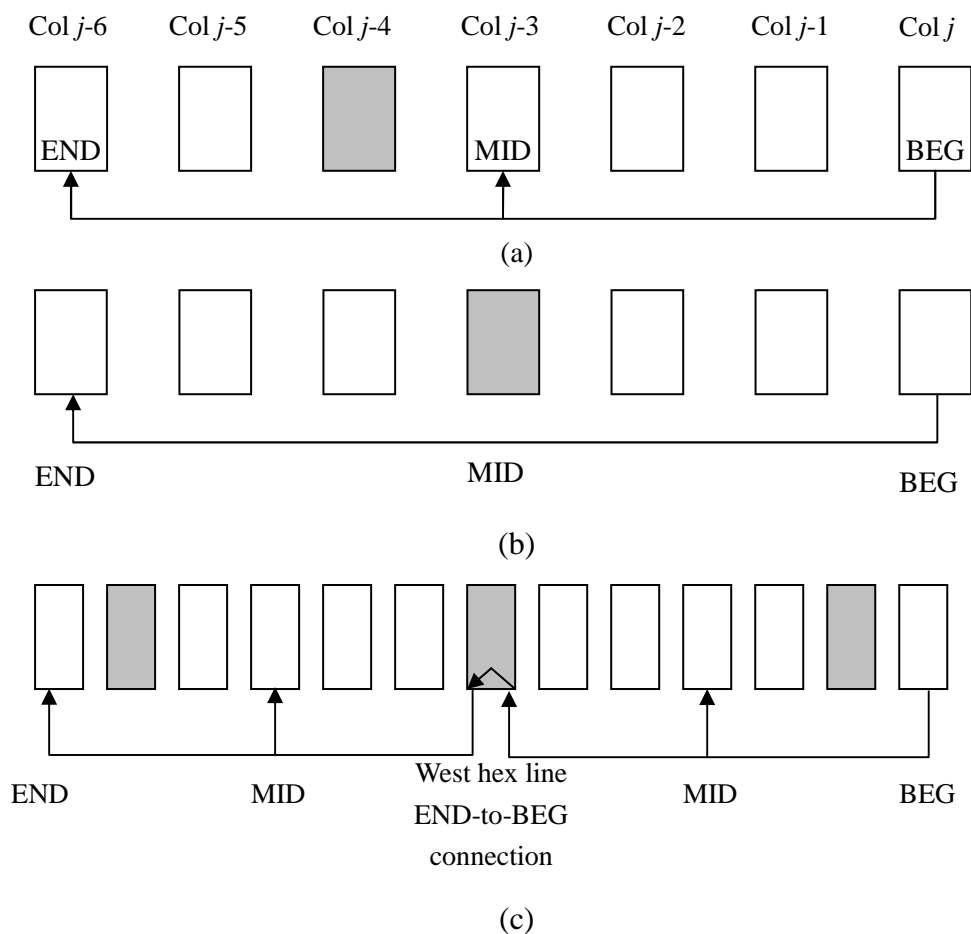 Col j-6 Col j-5 Col j-4 Col j-3 Col j-2 Col j-1 Col j
END MID BEG
(a)
END MID BEG
(b)
END MID West hex line MID BEG
END-to-BEG
connection
(c)